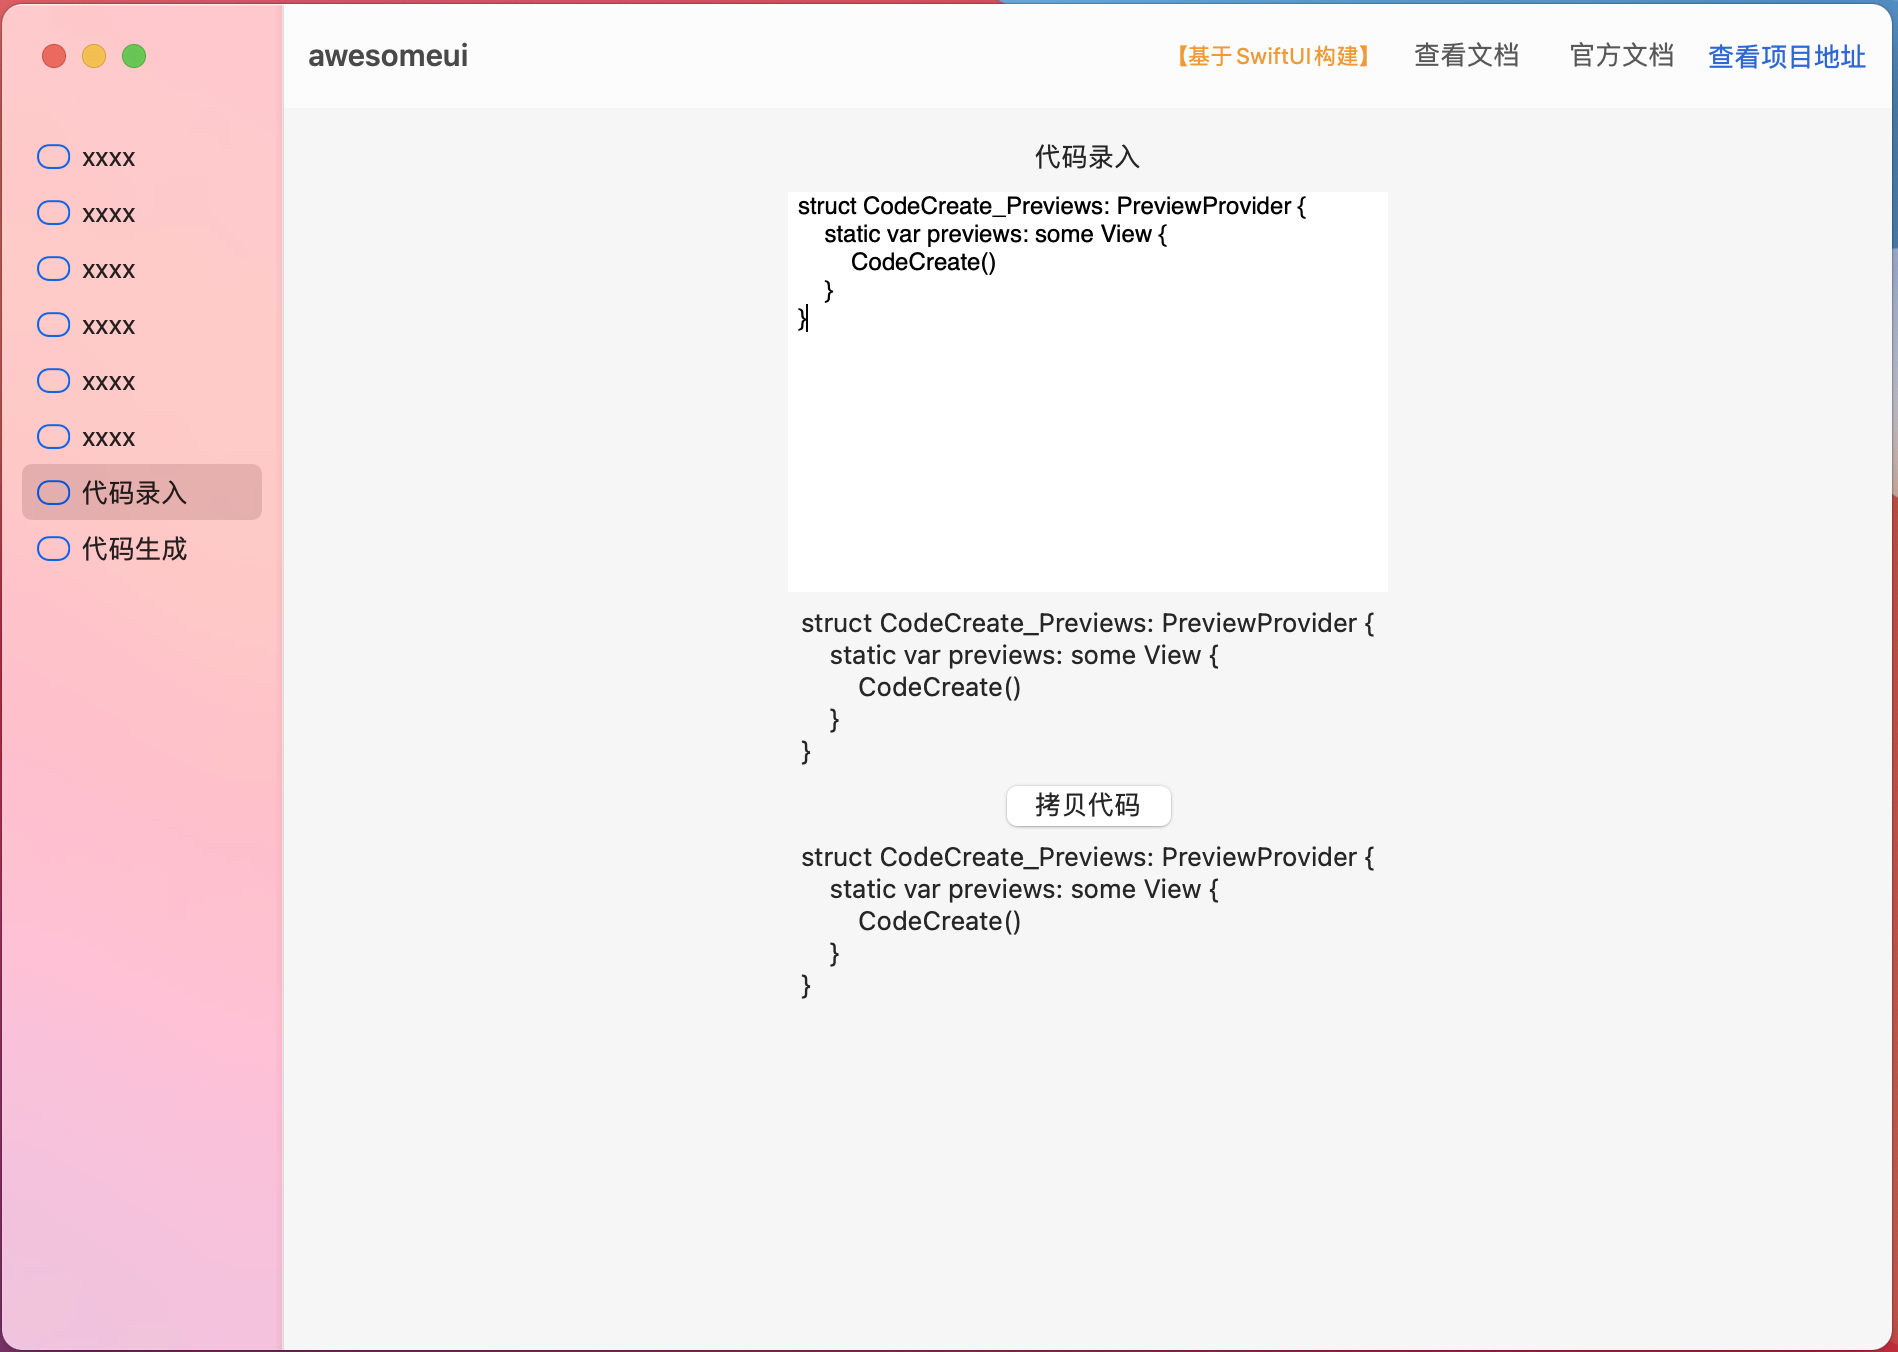 awesomeui
【基于SwiftUI构建】
查看文档
官方文档
查看项目地址
xxxx
xxxx
xxxx
xxxx
xxxx
xxxx
代码录入
代码生成
代码录入
struct CodeCreate_Previews: PreviewProvider {
    static var previews: some View {
        CodeCreate()
    }
}
struct CodeCreate_Previews: PreviewProvider {
    static var previews: some View {
        CodeCreate()
    }
}
拷贝代码
struct CodeCreate_Previews: PreviewProvider {
    static var previews: some View {
        CodeCreate()
    }
}